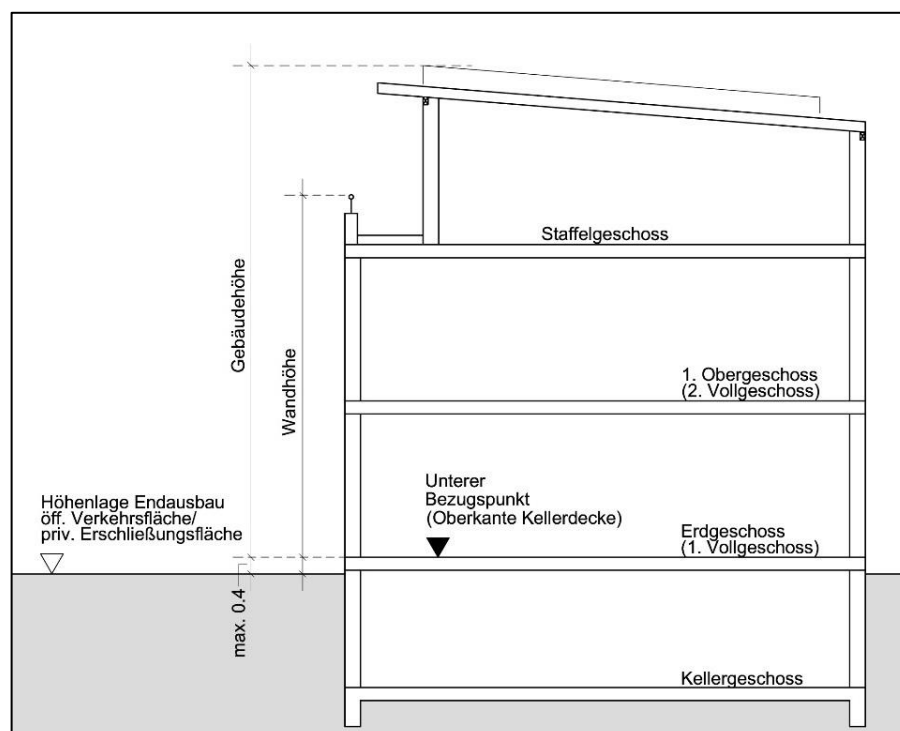 Staffelgeschoss
Gebäudehöhe
Wandhöhe
1. Obergeschoss
(2. Vollgeschoss)
Unterer
Bezugspunkt
(Oberkante Kellerdecke)
Höhenlage Endausbau
öff. Verkehrsfläche/
priv. Erschließungsfläche
Erdgeschoss
(1. Vollgeschoss)
max. 0.4
Kellergeschoss